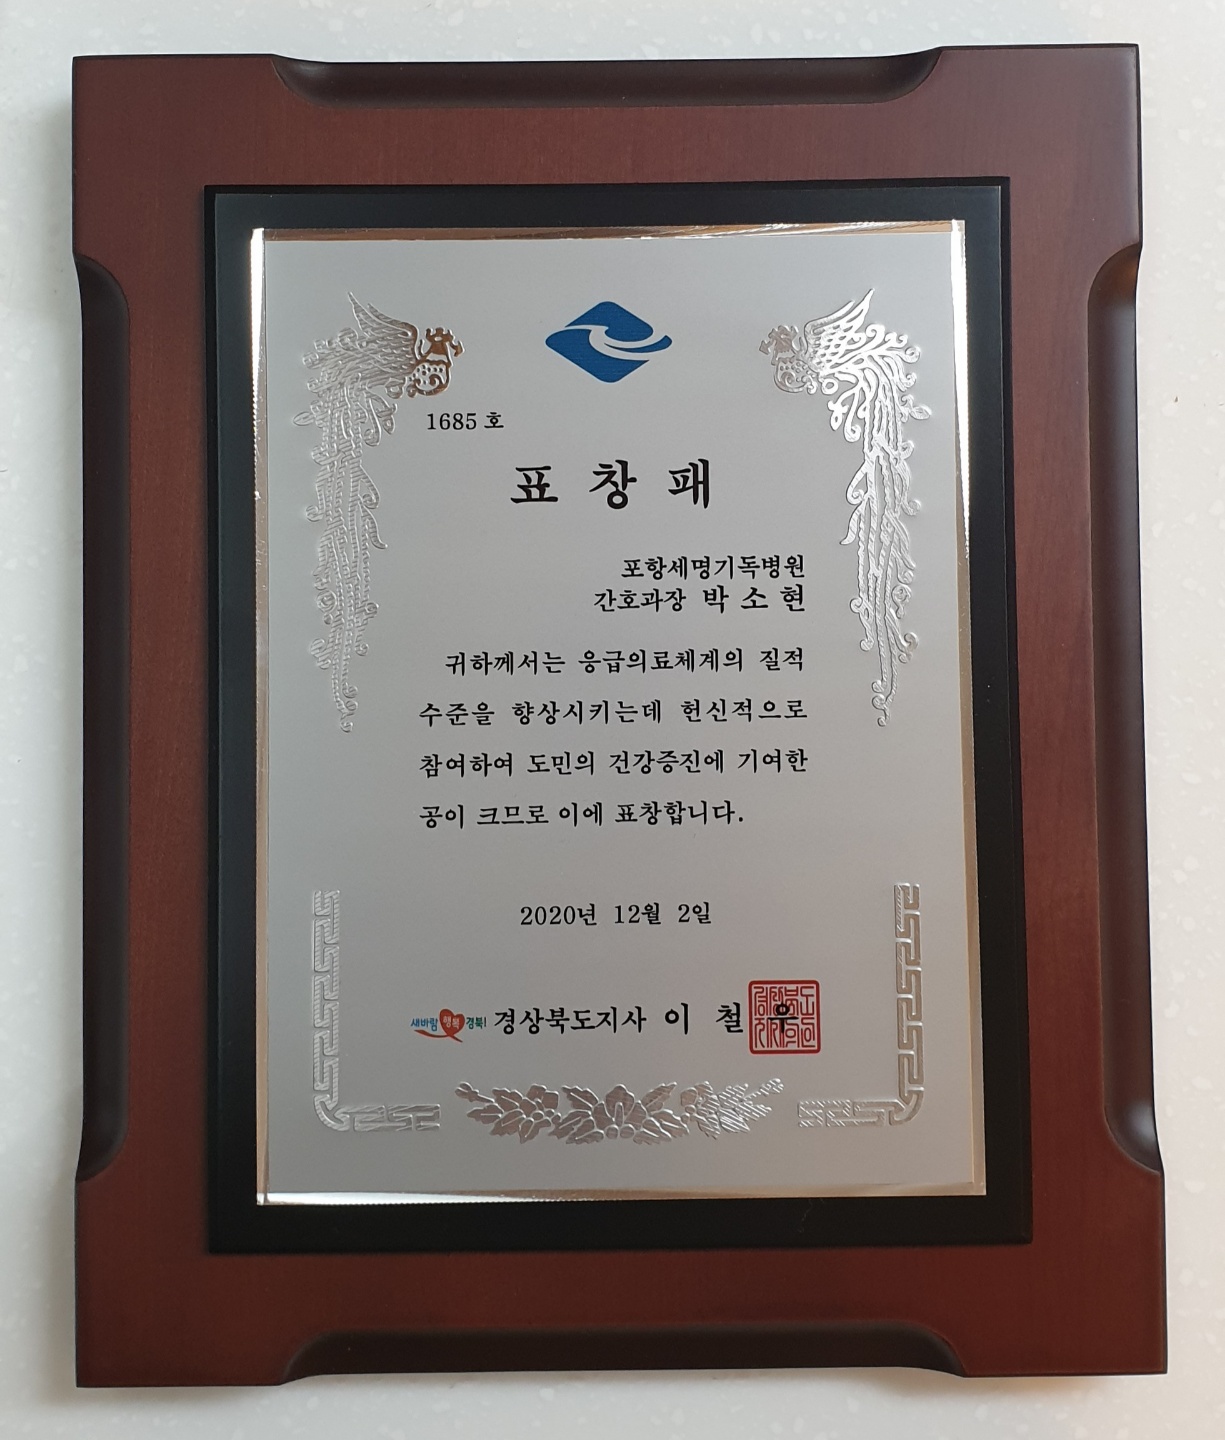 1685 호
표 창 패
포항세명기독병원
간호과장 박 소 현
귀하께서는 응급의료체계의 질적
수준을 향상시키는데 헌신적으로
참여하여 도민의 건강증진에 기여한
공이 크므로 이에 표창합니다.
2020년 12월 2일
새바람 행복 경북! 경상북도지사 이 철 우